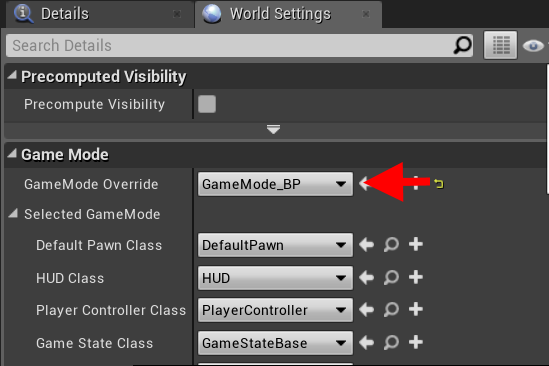 Details World Settings
Search Details
Precomputed Visibility
Precompute Visibility
Game Mode
GameMode Override GameMode_BP
Selected GameMode
Default Pawn Class DefaultPawn
HUD Class HUD
Player Controller Class PlayerController
Game State Class GameStateBase